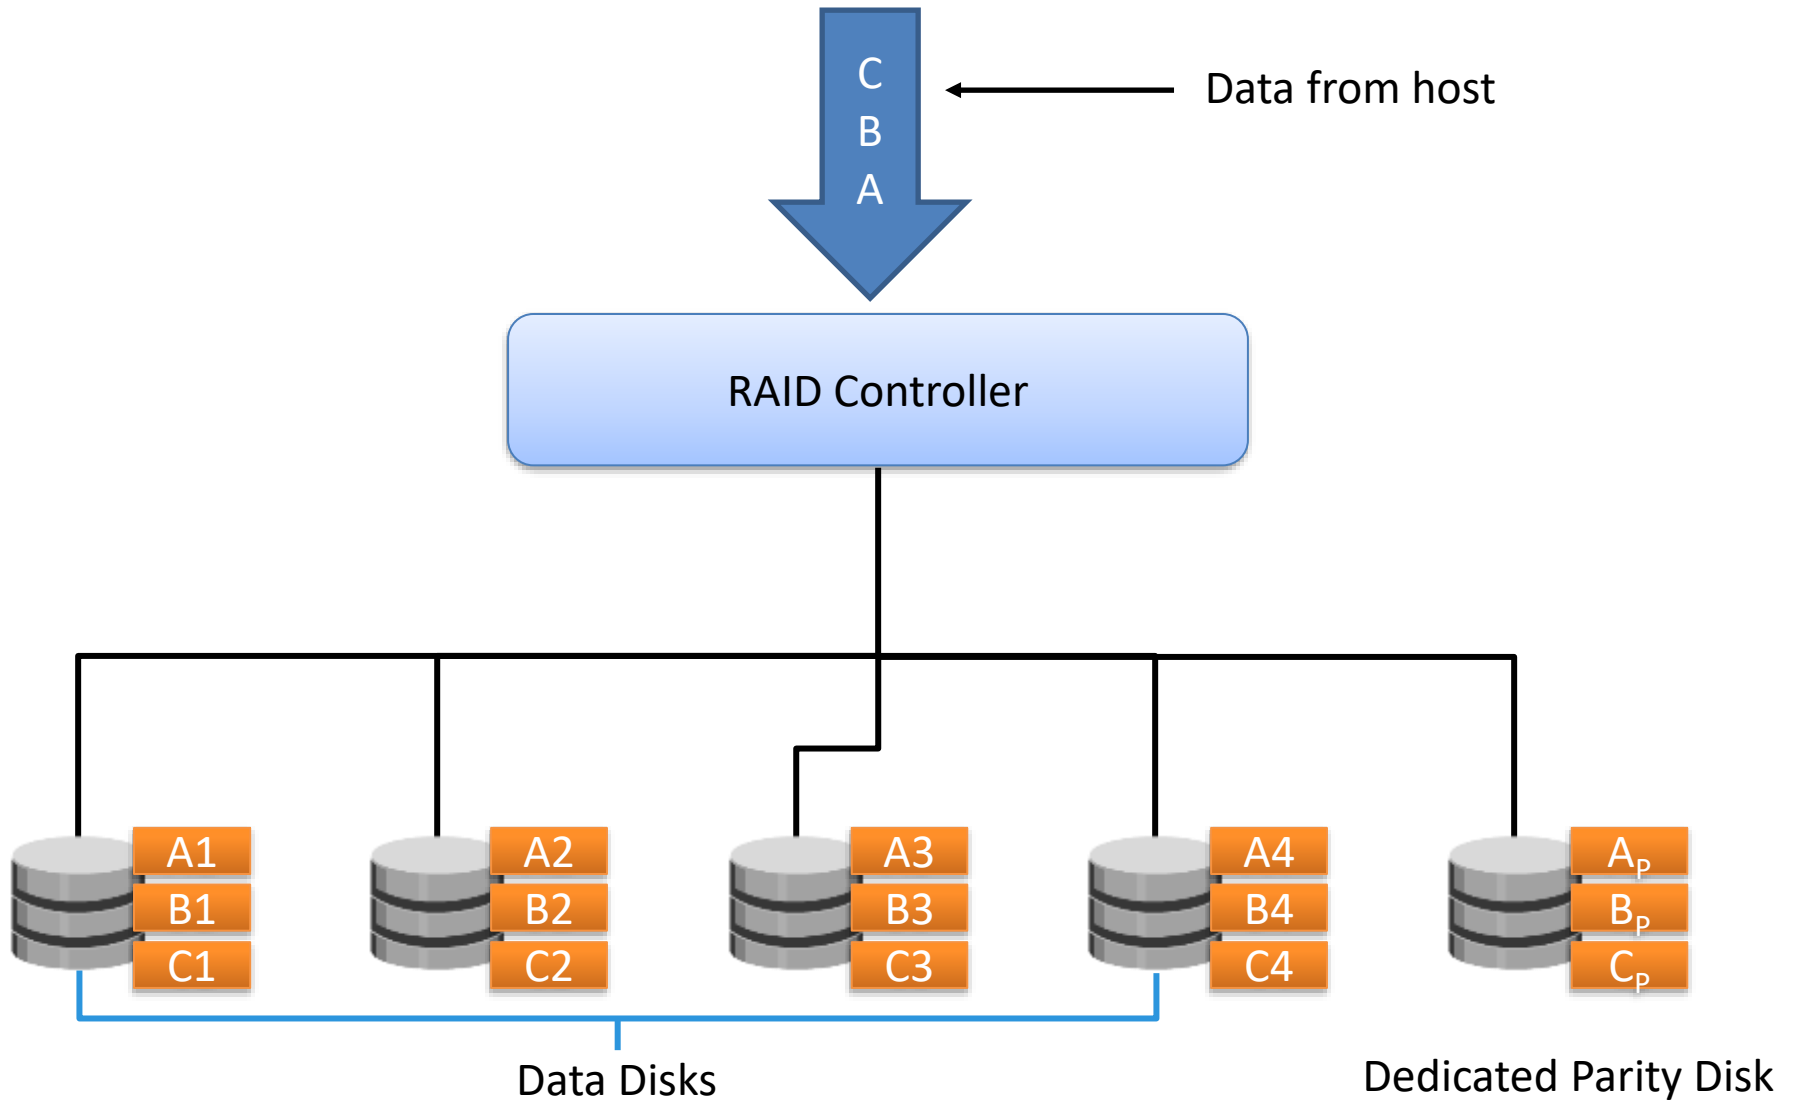 C
B
A
Data from host
RAID Controller
A1
B1
C1
A2
B2
C2
A3
B3
C3
A4
B4
C4
AP
BP
CP
Data Disks
Dedicated Parity Disk